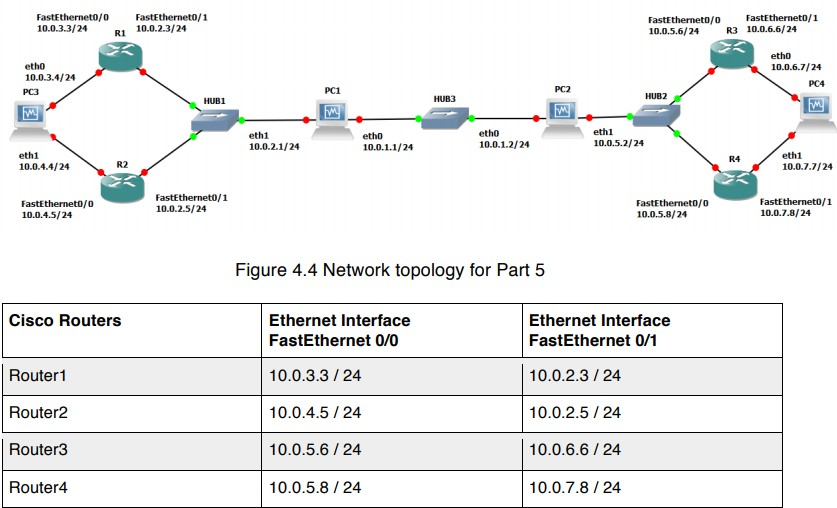 FastEthernet0/0
10.0.3.3/24
R1
FastEthernet0/1
10.0.2.3/24
eth0
10.0.3.4/24
PC3
eth1
10.0.4.4/24
R2
FastEthernet0/0
10.0.4.5/24
FastEthernet0/1
10.0.2.5/24
HUB1
eth1
10.0.2.1/24
PC1
eth0
10.0.1.1/24
HUB3
eth0
10.0.1.2/24
PC2
eth1
10.0.5.2/24
HUB2
FastEthernet0/0
10.0.5.6/24
R3
FastEthernet0/1
10.0.6.6/24
eth0
10.0.6.7/24
PC4
eth1
10.0.7.7/24
R4
FastEthernet0/0
10.0.5.8/24
FastEthernet0/1
10.0.7.8/24
Figure 4.4 Network topology for Part 5
Cisco Routers
Ethernet Interface
FastEthernet 0/0
Ethernet Interface
FastEthernet 0/1
Router1
10.0.3.3 / 24
10.0.2.3 / 24
Router2
10.0.4.5 / 24
10.0.2.5 / 24
Router3
10.0.5.6 / 24
10.0.6.6 / 24
Router4
10.0.5.8 / 24
10.0.7.8 / 24